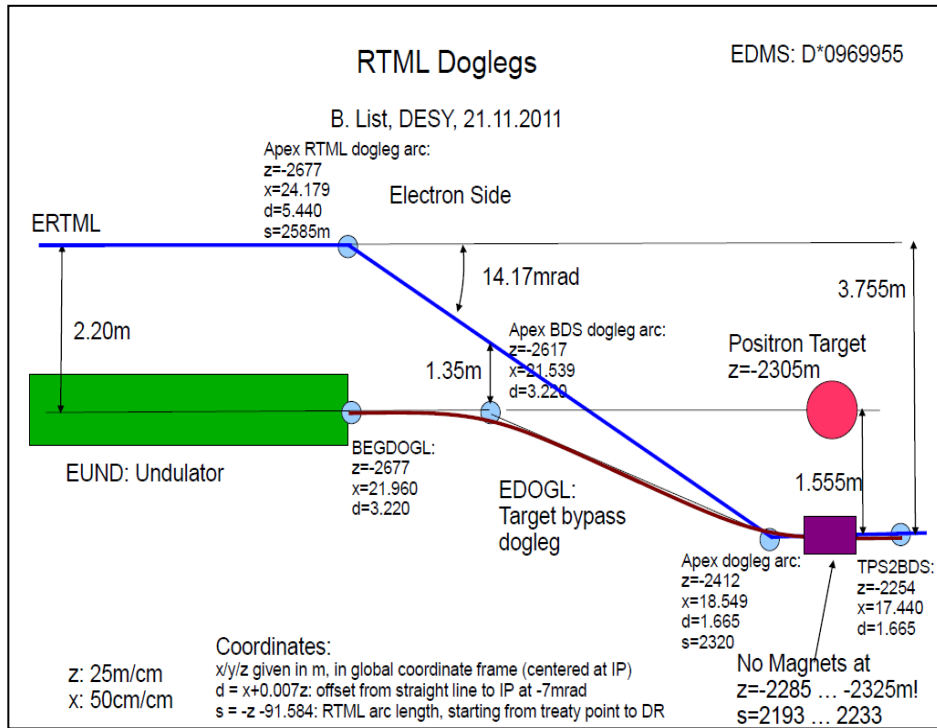 RTML Doglegs
EDMS: D*0969955
B. List, DESY, 21.11.2011
Apex RTML dogleg arc:
z=-2677
x=24.179
d=5.440
s=2585m
Electron Side
ERTML
14.17mrad
3.755m
2.20m
Apex BDS dogleg arc:
z=-2617
x=21.539
d=3.220
1.35m
Positron Target
z=-2305m
BEGDOGL:
z=-2677
x=21.960
d=3.220
EUND: Undulator
EDOGL:
Target bypass
dogleg
1.555m
Apex dogleg arc:
z=-2412
x=18.549
d=1.665
s=2320
TPS2BDS:
z=-2254
x=17.440
d=1.665
z: 25m/cm
x: 50cm/cm
Coordinates:
x/y/z given in m, in global coordinate frame (centered at IP)
d = x+0.007z: offset from straight line to IP at -7mrad
s = -z -91.584: RTML arc length, starting from treaty point to DR
No Magnets at
z=-2285 ... -2325m!
s=2193 ... 2233